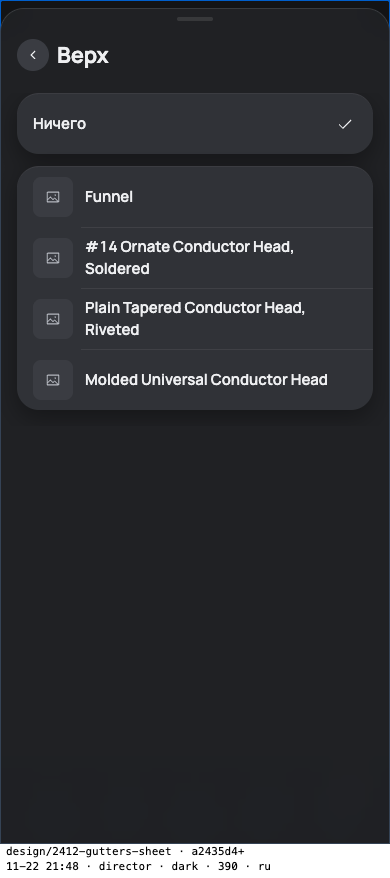 Верх
Ничего
Funnel
#14 Ornate Conductor Head,
Soldered
Plain Tapered Conductor Head,
Riveted
Molded Universal Conductor Head
design/2412-gutters-sheet · a2435d4+
11-22 21:48 · director · dark · 390 · ru